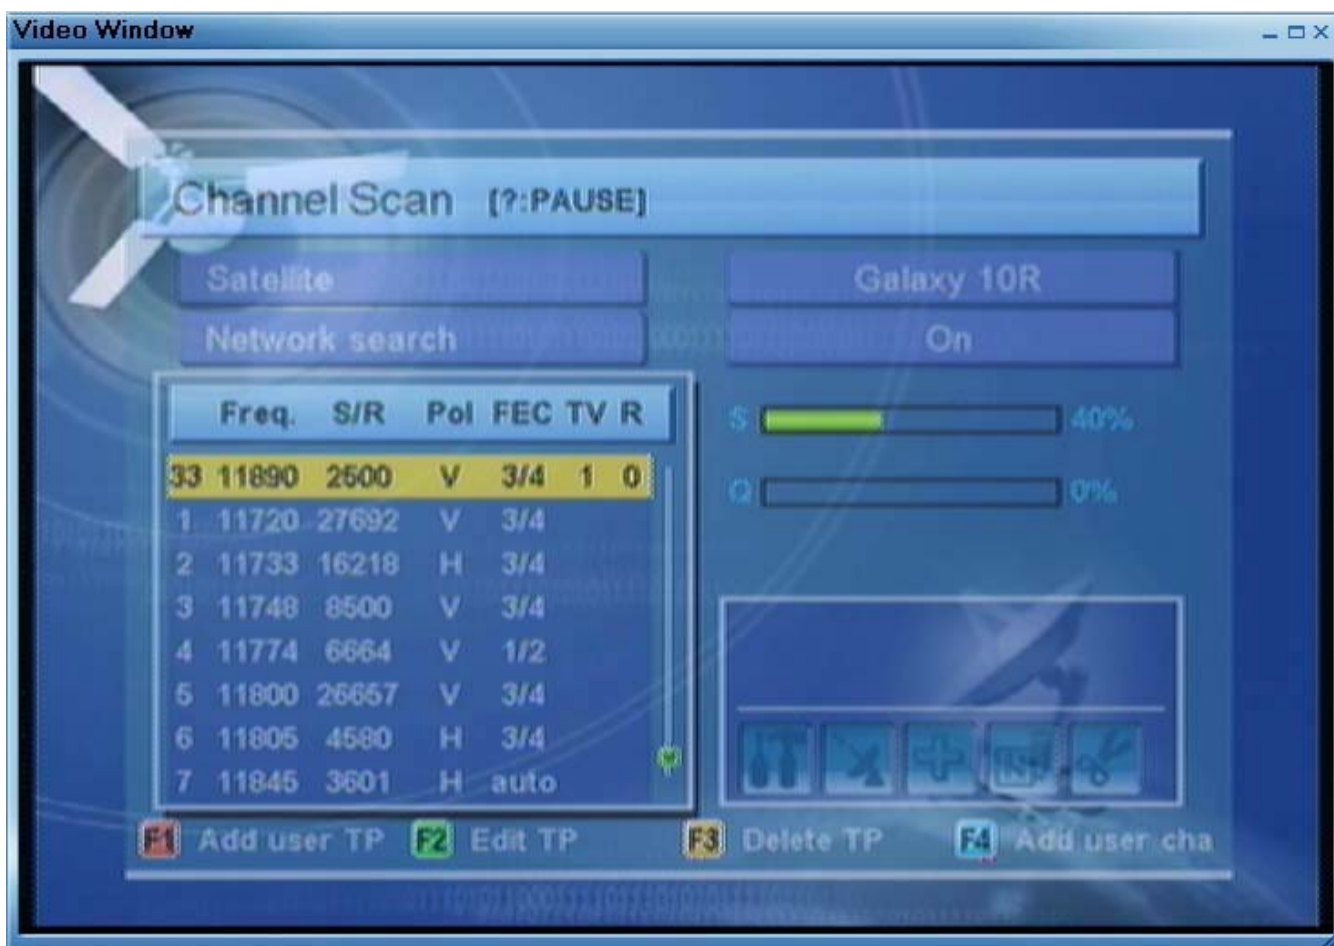 Video Window
Channel Scan [?:PAUSE]
Satellite Galaxy 10R
Network search On
Freq. S/R Pol FEC TV R
33 11890 2500 V 3/4 1 0
1 11720 27692 V 3/4
2 11733 16218 H 3/4
3 11748 8500 V 3/4
4 11774 6664 V 1/2
5 11800 26657 V 3/4
6 11805 4580 H 3/4
7 11845 3601 H auto
S 40%
Q 0%
F1 Add user TP F2 Edit TP F3 Delete TP F4 Add user cha